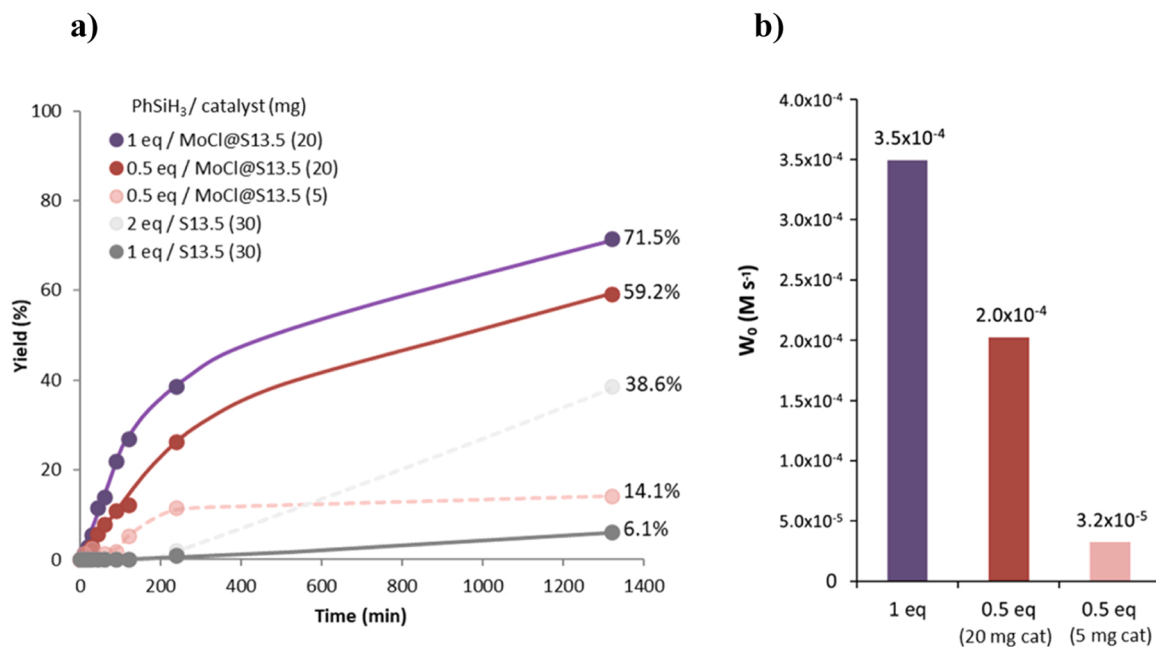 a)
PhSiH₃ / catalyst (mg)
1 eq / MoCl@S13.5 (20)
0.5 eq / MoCl@S13.5 (20)
0.5 eq / MoCl@S13.5 (5)
2 eq / S13.5 (30)
1 eq / S13.5 (30)
Yield (%)
100
80
60
40
20
0
71.5%
59.2%
38.6%
14.1%
6.1%
0
200
400
600
800
1000
1200
1400
Time (min)
b)
W₀ (M s⁻¹)
4.0x10⁻⁴
3.5x10⁻⁴
3.0x10⁻⁴
2.5x10⁻⁴
2.0x10⁻⁴
1.5x10⁻⁴
1.0x10⁻⁴
5.0x10⁻⁵
0
3.5x10⁻⁴
2.0x10⁻⁴
3.2x10⁻⁵
1 eq
0.5 eq
(20 mg cat)
0.5 eq
(5 mg cat)